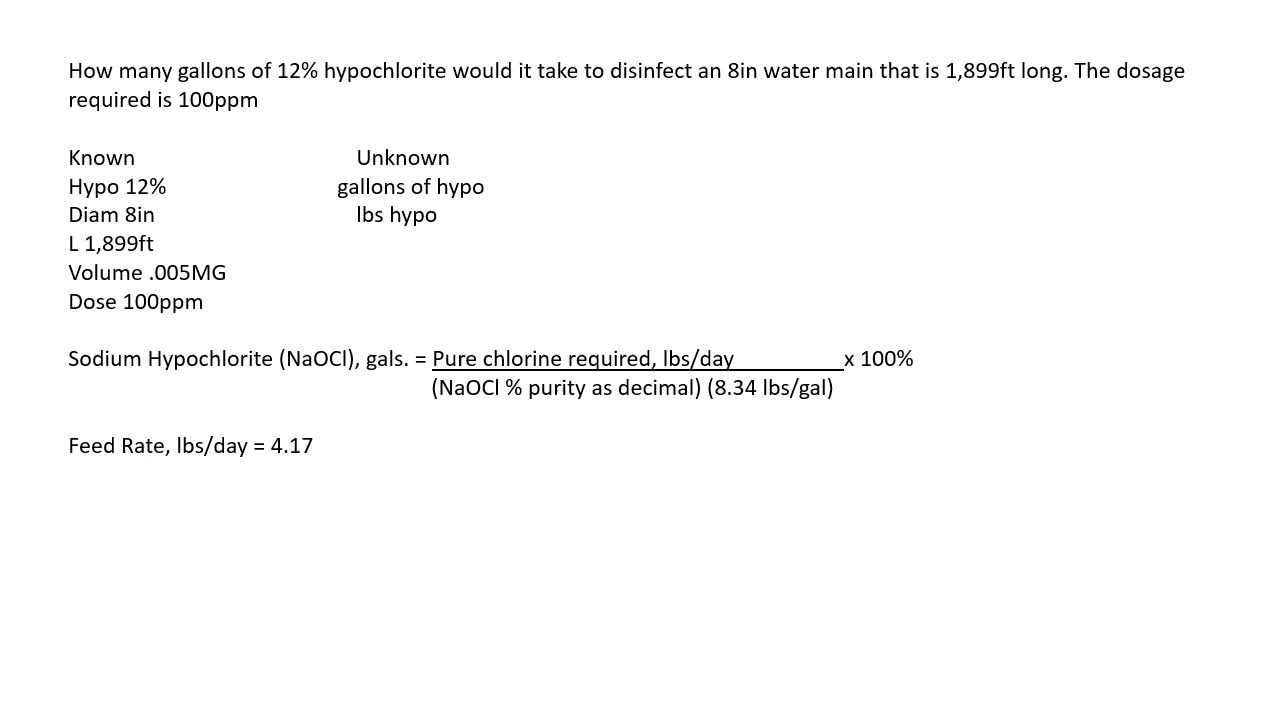 How many gallons of 12% hypochlorite would it take to disinfect an 8in water main that is 1,899ft long. The dosage
required is 100ppm
Known Unknown
Hypo 12% gallons of hypo
Diam 8in lbs hypo
L 1,899ft
Volume .005MG
Dose 100ppm
Sodium Hypochlorite (NaOCl), gals. = Pure chlorine required, lbs/day x 100%
(NaOCl % purity as decimal) (8.34 lbs/gal)
Feed Rate, lbs/day = 4.17